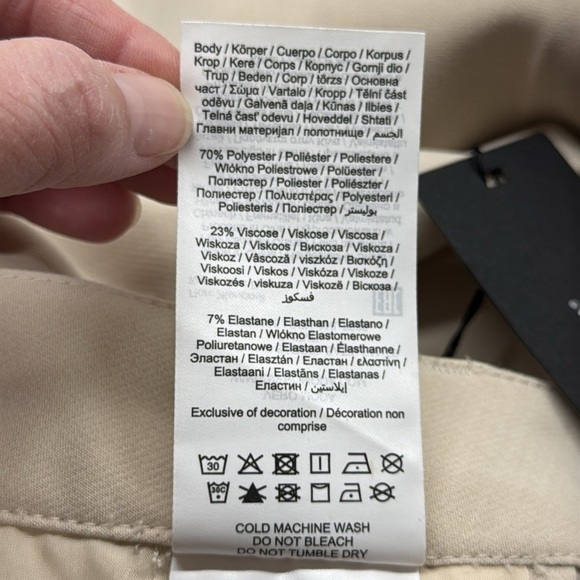 Body / Körper / Cuerpo / Corpo / Korpus /
Krop / Kere / Corps / Корпус / Gornji dio /
Trup / Beden / Corp / törzs / Основна
част / Σώμα / Vartalo / Kropp / Tělní část
oděvu / Galvenā daļa / Kūnas / Ilbies /
Telná časť odevu / Hoveddel / Shtati /
Главни материјал / полотнище / الجسم
70% Polyester / Poliéster / Poliestere /
Włókno Poliestrowe / Polüester /
Полиэстер / Poliester / Poliészter /
Полиестер / Πολυεστέρας / Polyesteri /
Poliesteris / Поліестер / بوليستر
23% Viscose / Viskose / Viscosa /
Wiskoza / Viskoos / Вискоза / Viskoza /
Viskoz / Vâscoză / viszkóz / Βισκόζη /
Viskoosi / Viskos / Viskóza / Viskoze /
Viskozés / viskuza / Viskozë / Віскоза /
فسكوز
7% Elastane / Elasthan / Elastano /
Elastan / Włókno Elastomerowe
Poliuretanowe / Elastaan / Élasthanne /
Эластан / Elasztán / Еластан / ελαστίνη /
Elastaani / Elastāns / Elastanas /
Еластин / إيلاستين
Exclusive of decoration / Décoration non
comprise
30
30C
COLD MACHINE WASH
DO NOT BLEACH
DO NOT TUMBLE DRY